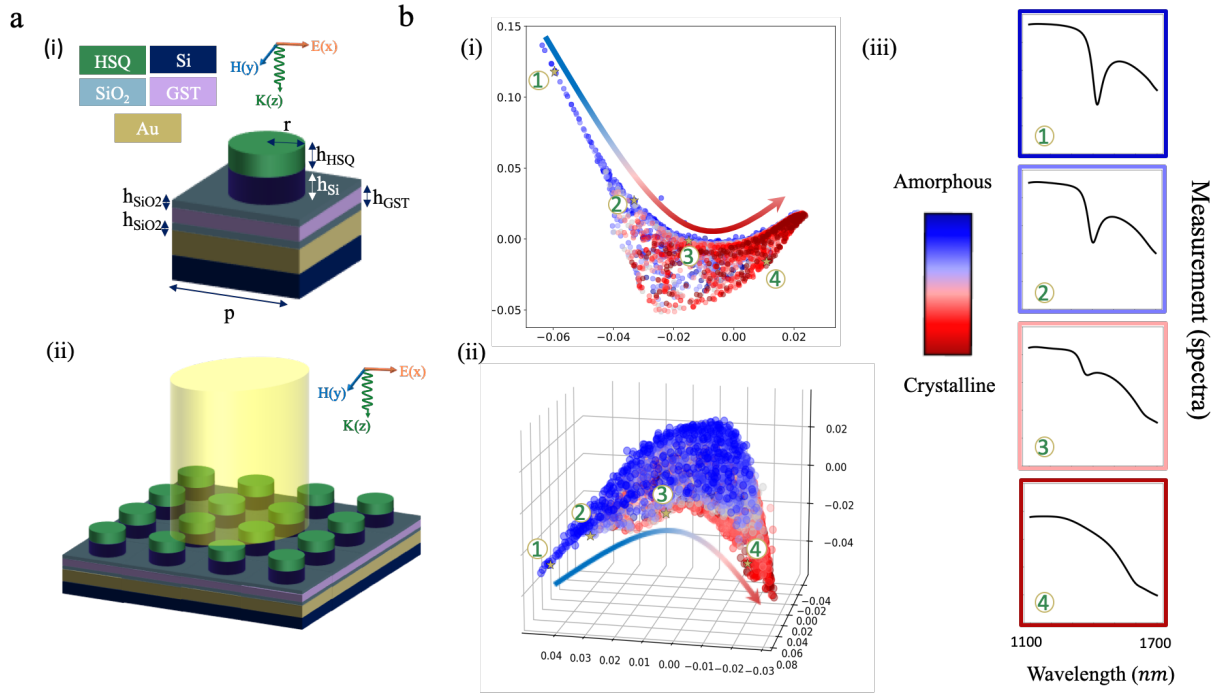 a
(i)
HSQ
Si
SiO₂
GST
Au
E(x)
H(y)
K(z)
r
hHSQ
hSi
hSiO2
hSiO2
hGST
p
(ii)
E(x)
H(y)
K(z)
b
(i)
0.15
0.10
0.05
0.00
−0.05
−0.06
−0.04
−0.02
0.00
0.02
1
2
3
4
(ii)
0.02
0.00
−0.02
−0.04
0.04
0.03
0.02
0.01
0.00
−0.01
−0.02
−0.03
−0.04
−0.02
0.00
0.02
0.04
0.06
0.08
1
2
3
4
(iii)
Amorphous
Crystalline
1
2
3
4
Measurement (spectra)
1100
1700
Wavelength (nm)